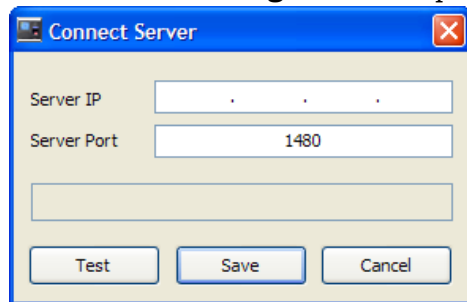 Connect Server
Server IP . . .
Server Port 1480
Test Save Cancel